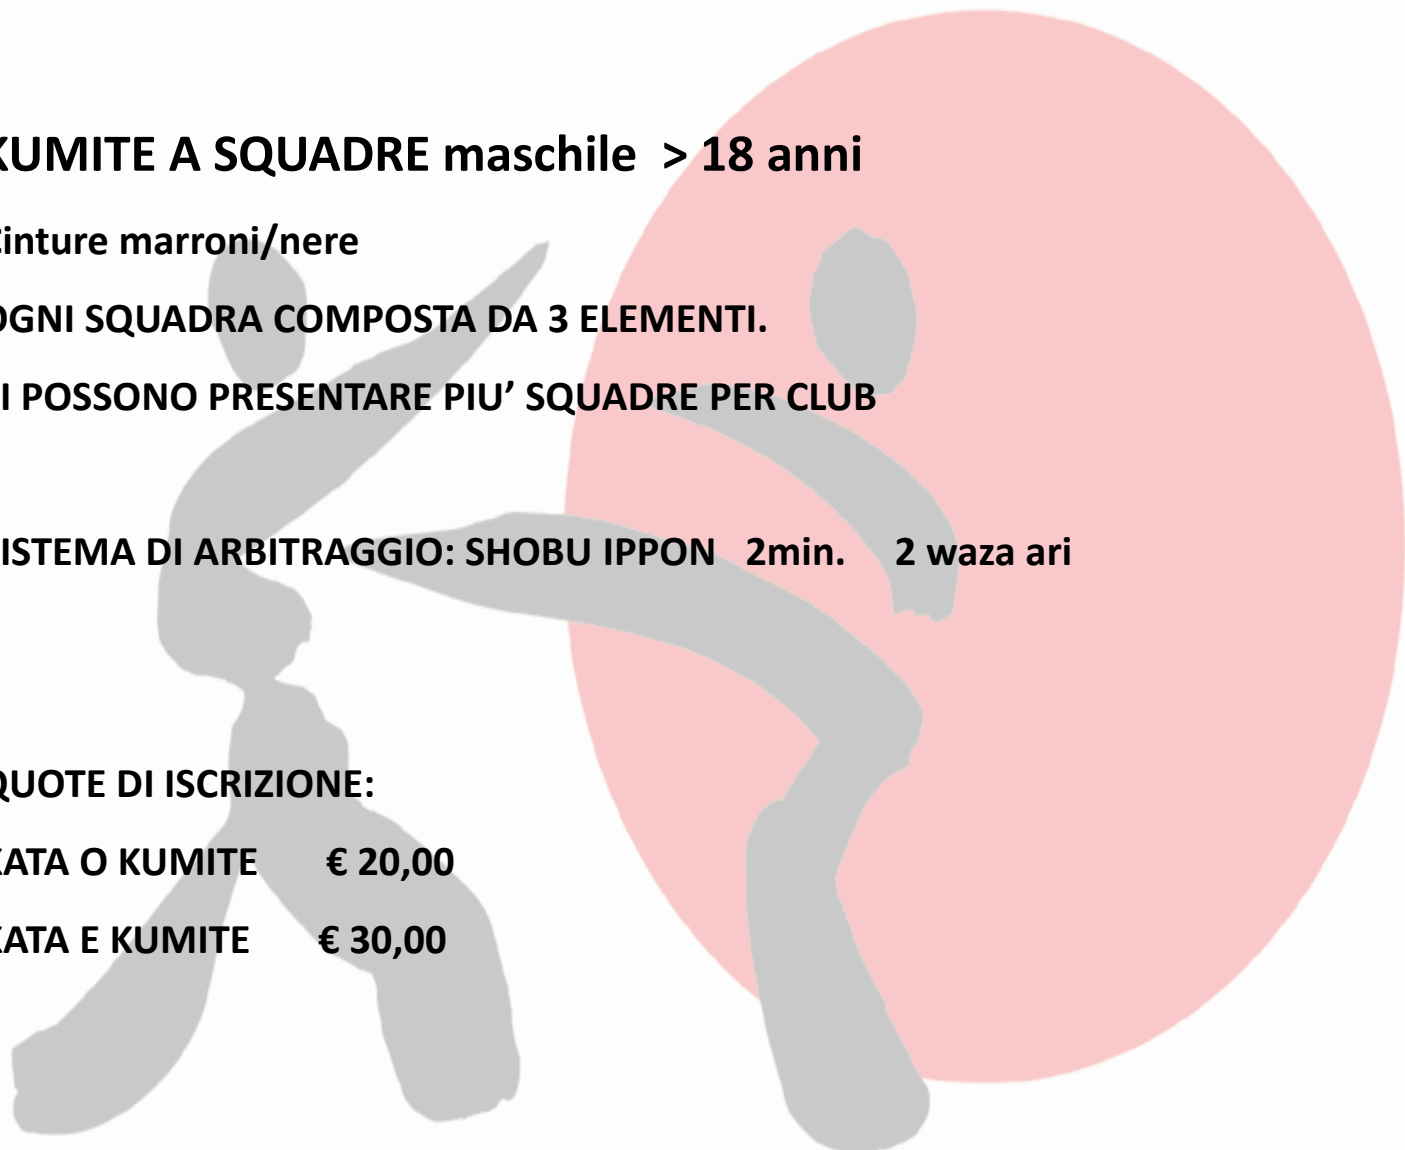 KUMITE A SQUADRE maschile > 18 anni
Cinture marroni/nere
OGNI SQUADRA COMPOSTA DA 3 ELEMENTI.
I POSSONO PRESENTARE PIU’ SQUADRE PER CLUB
ISTEMA DI ARBITRAGGIO: SHOBU IPPON 2min. 2 waza ari
QUOTE DI ISCRIZIONE:
KATA O KUMITE € 20,00
KATA E KUMITE € 30,00